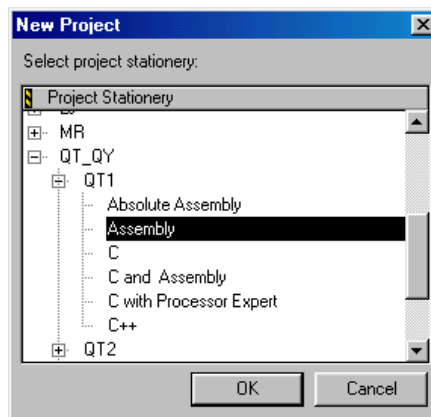 New Project
Select project stationery:
Project Stationery
MR
QT_QY
QT1
Absolute Assembly
Assembly
C
C and Assembly
C with Processor Expert
C++
QT2
OK
Cancel